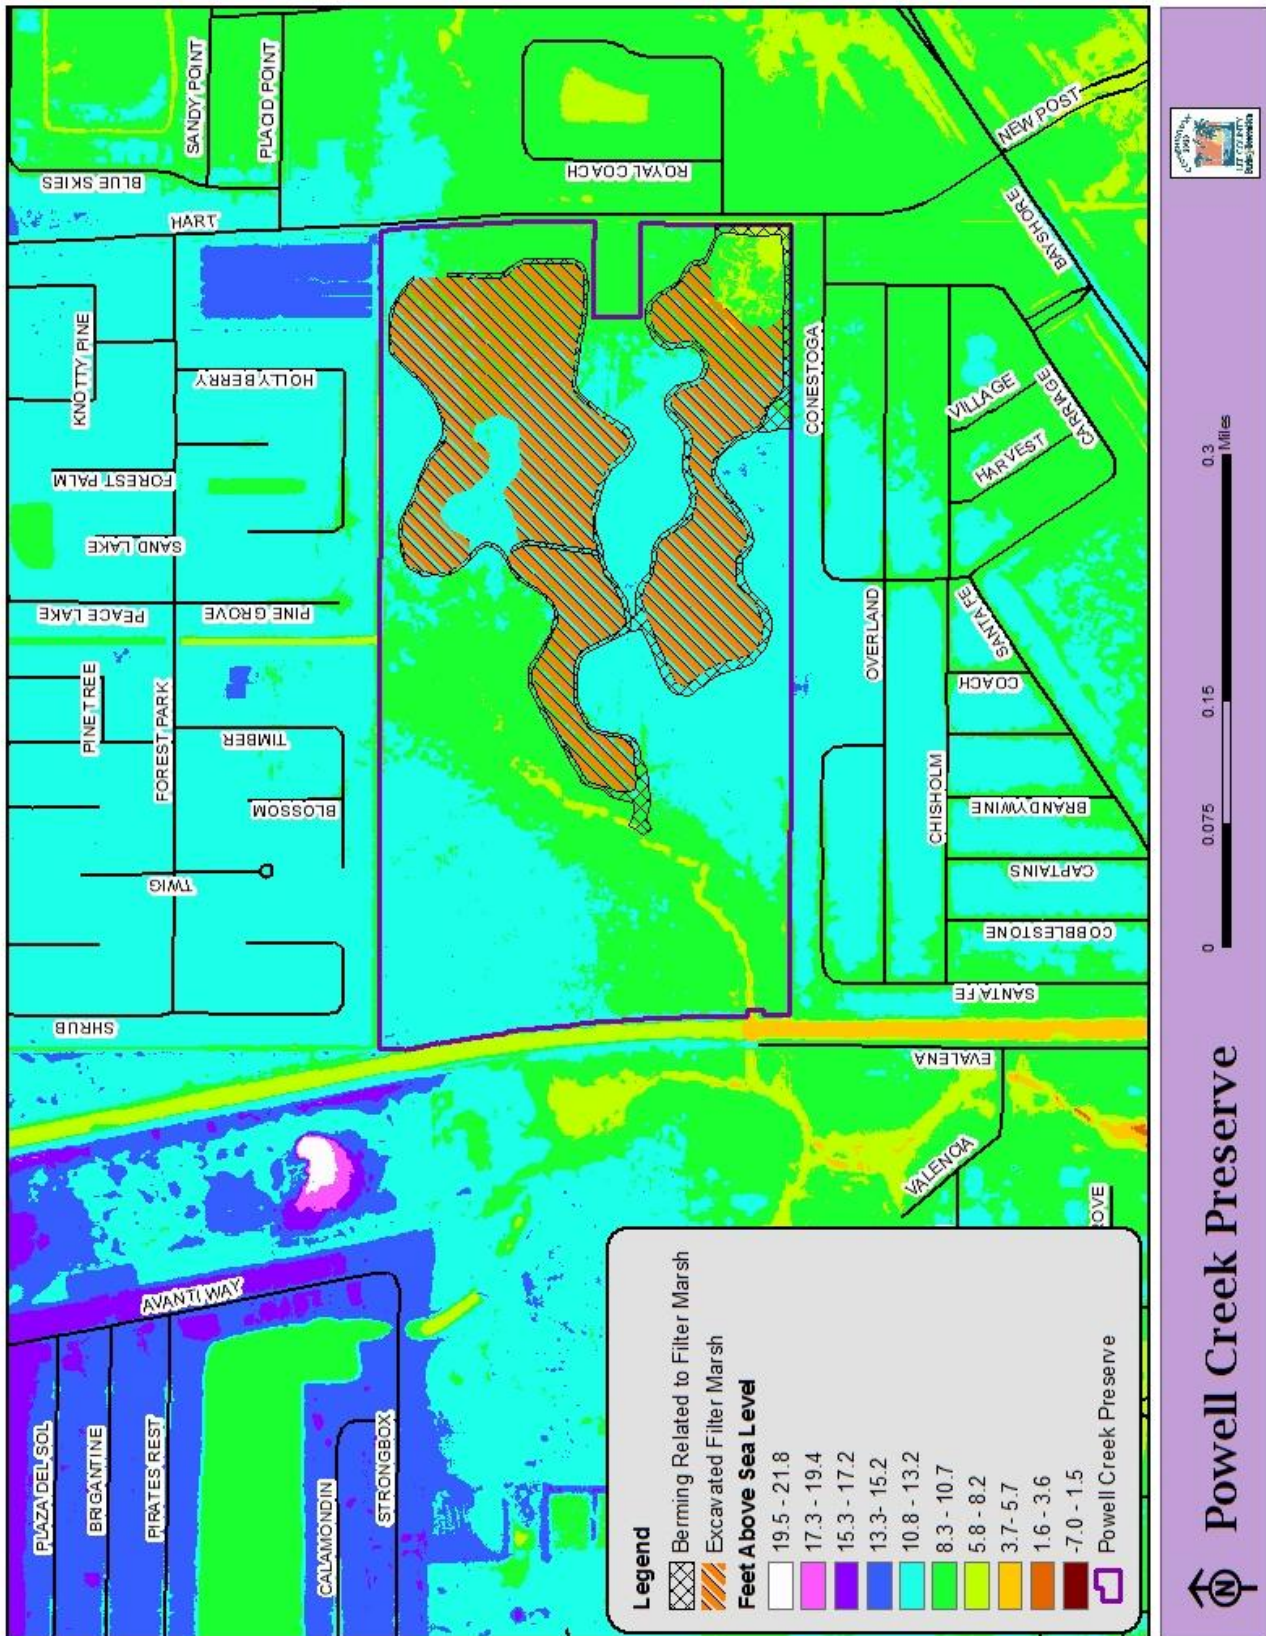 PLAZA DEL SOL
BRIGANTINE
PIRATES REST
CALAMONDIN
STRONGBOX
AVANTI WAY
SHRUB
TWIG
FOREST PARK
BLOSSOM
TIMBER
PINE TREE
PEACE LAKE
PINE GROVE
SAND LAKE
FOREST PALM
HOLLYBERRY
KNOTTY PINE
HART
BLUE SKIES
SANDY POINT
PLACID POINT
ROYAL COACH
NEW POST
BAYSHORE
CONESTOGA
VILLAGE
HARVEST
CARRIAGE
OVERLAND
SANTA FE
COACH
CHISHOLM
BRANDYWINE
CAPTAINS
COBBLESTONE
SANTA FE
EVALENA
VALENCIA
ROVE
Legend
Berming Related to Filter Marsh
Excavated Filter Marsh
Feet Above Sea Level
19.5 - 21.8
17.3 - 19.4
15.3 - 17.2
13.3- 15.2
10.8 - 13.2
8.3 - 10.7
5.8 - 8.2
3.7- 5.7
1.6 - 3.6
-7.0 - 1.5
Powell Creek Preserve
N
Powell Creek Preserve
0 0.075 0.15 0.3
Miles
LEE COUNTY